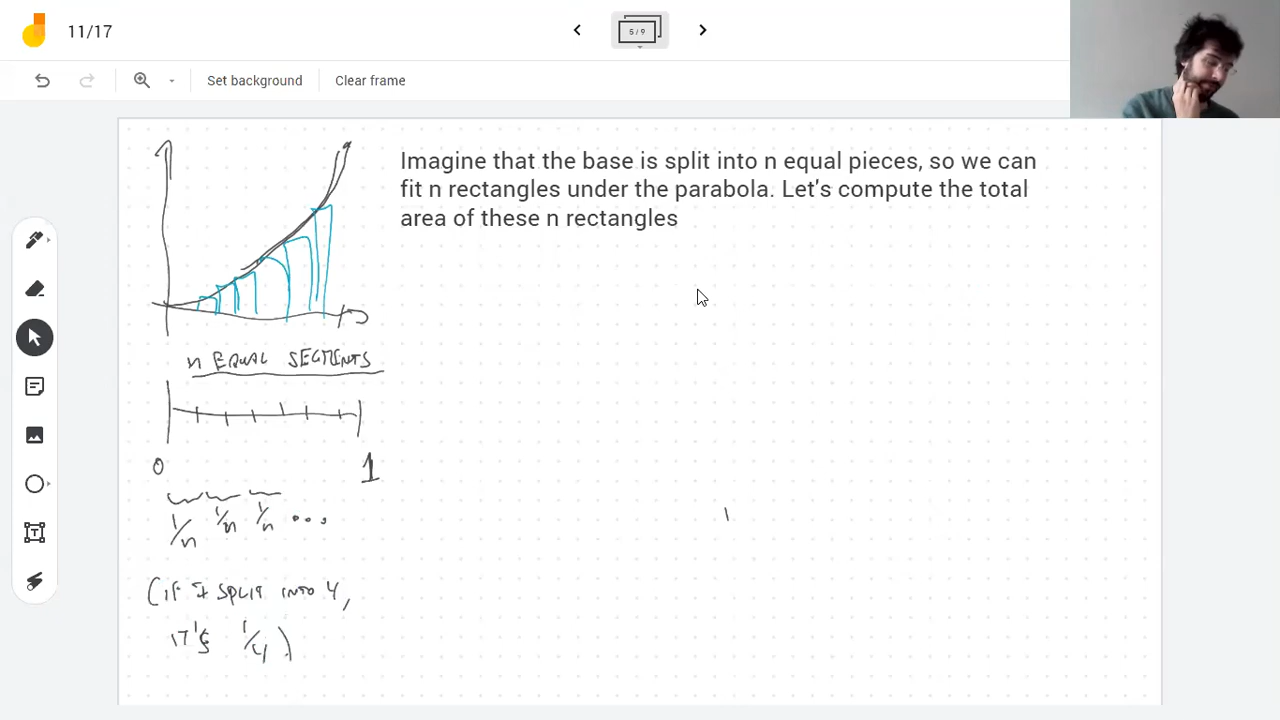 11/17
5 / 9
Set background
Clear frame
Imagine that the base is split into n equal pieces, so we can
fit n rectangles under the parabola. Let's compute the total
area of these n rectangles
n EQUAL SEGMENTS
0 1
1/n 1/n 1/n ...
(IF I SPLIT INTO 4,
IT'S 1/4)